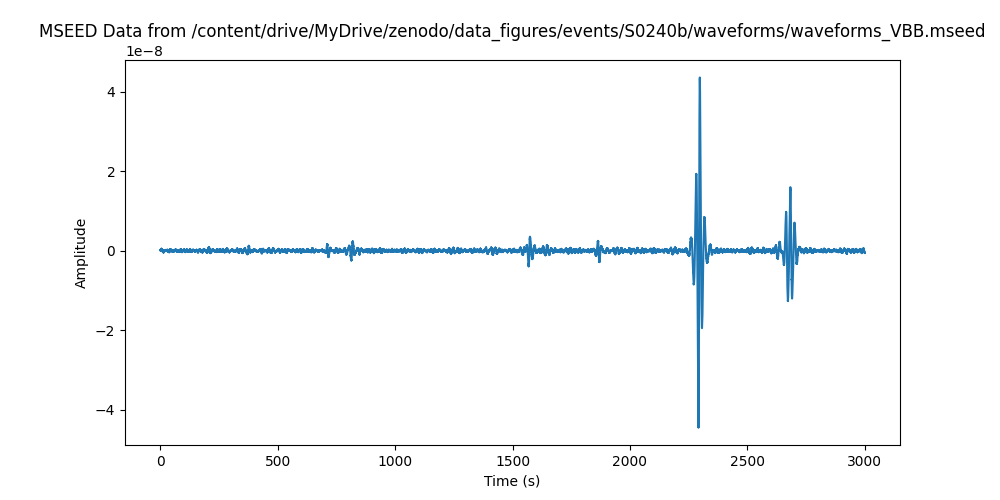 MSEED Data from /content/drive/MyDrive/zenodo/data_figures/events/S0240b/waveforms/waveforms_VBB.mseed
1e−8
4
2
0
−2
−4
Amplitude
0 500 1000 1500 2000 2500 3000
Time (s)